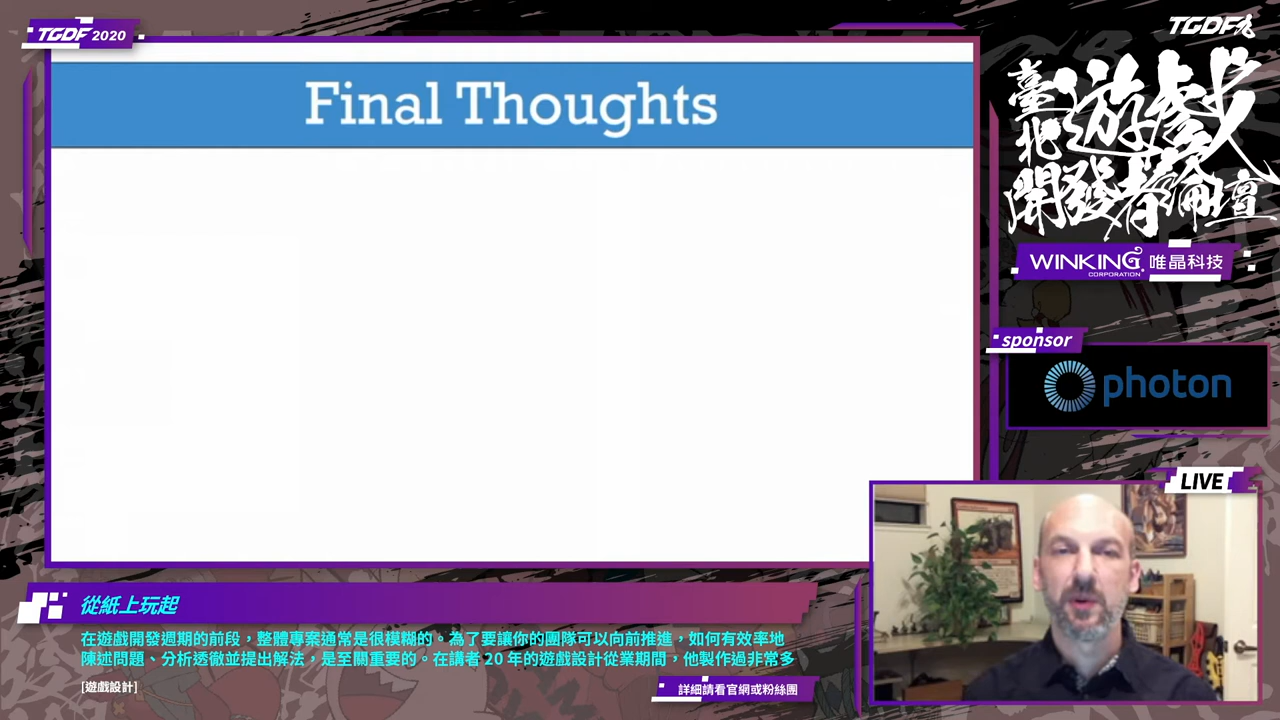 TGDF 2020
Final Thoughts
TGDF
臺北遊戲開發者論壇
WINKING CORPORATION 唯晶科技
sponsor
photon
LIVE
從紙上玩起
在遊戲開發週期的前段，整體專案通常是很模糊的。為了要讓你的團隊可以向前推進，如何有效率地
陳述問題、分析透徹並提出解法，是至關重要的。在講者 20 年的遊戲設計從業期間，他製作過非常多
[遊戲設計]
詳細請看官網或粉絲團